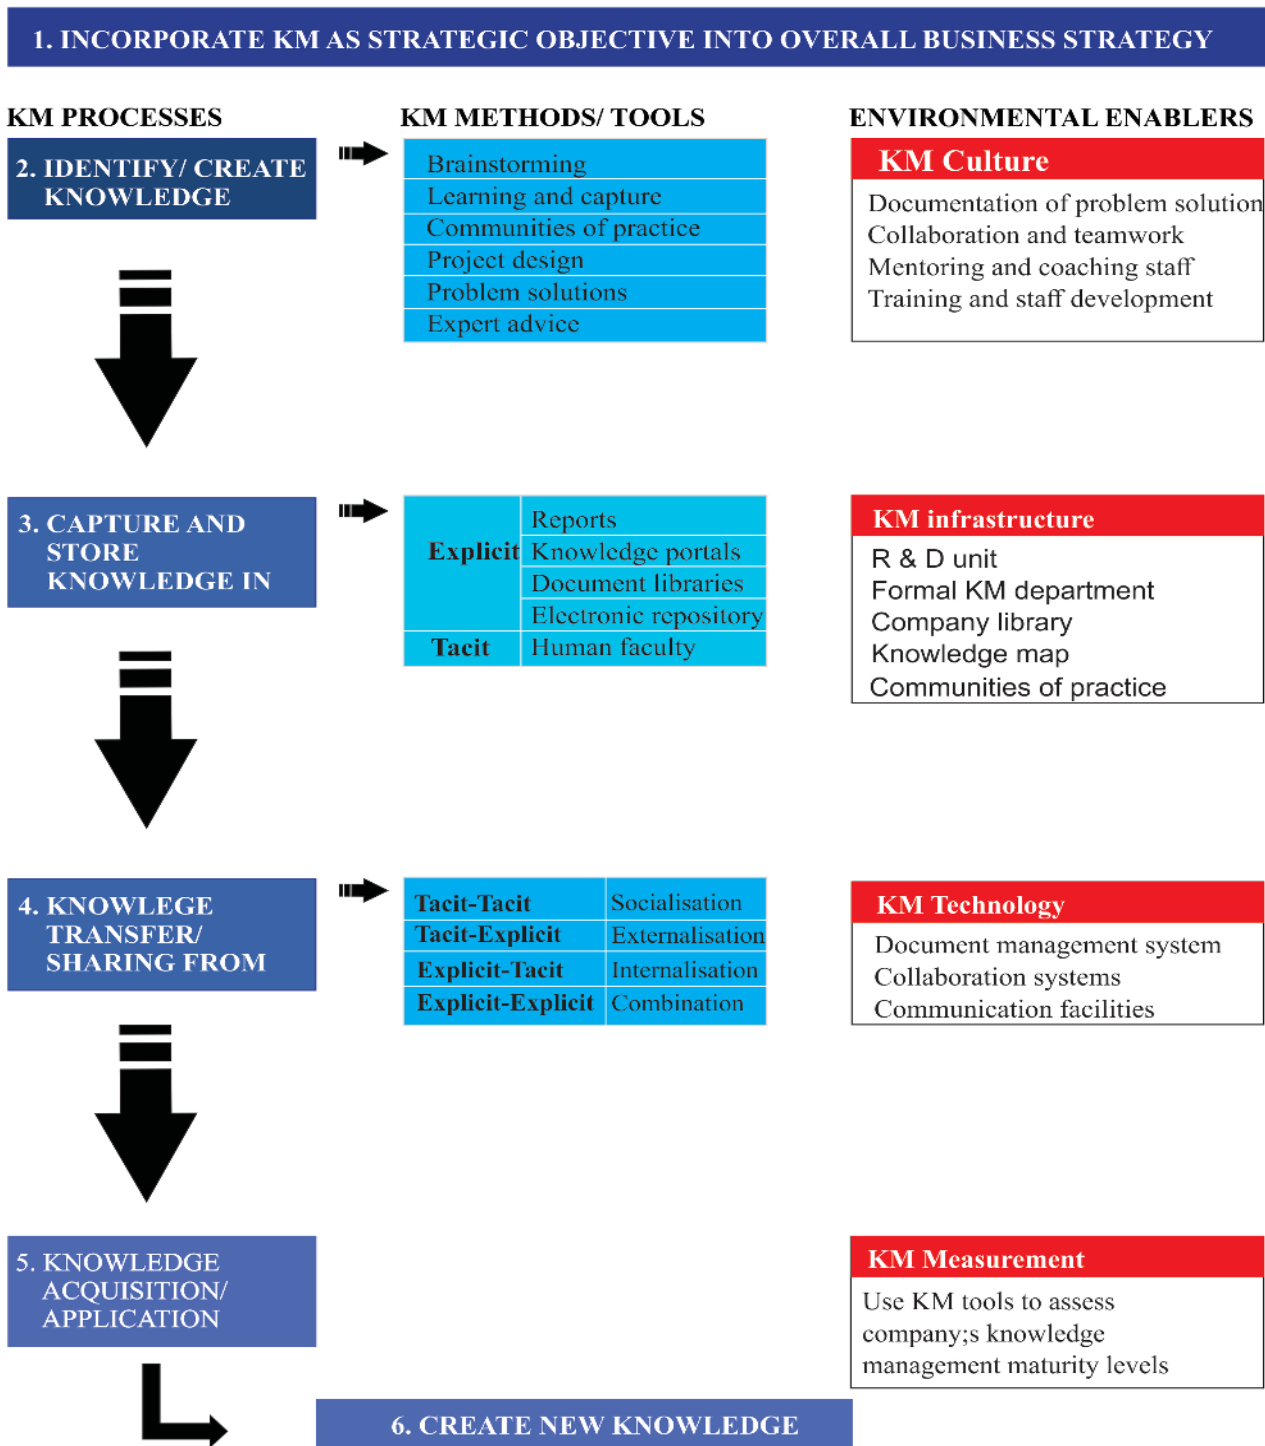 1. INCORPORATE KM AS STRATEGIC OBJECTIVE INTO OVERALL BUSINESS STRATEGY
KM PROCESSES
KM METHODS/ TOOLS
ENVIRONMENTAL ENABLERS
2. IDENTIFY/ CREATE
KNOWLEDGE
Brainstorming
Learning and capture
Communities of practice
Project design
Problem solutions
Expert advice
KM Culture
Documentation of problem solution
Collaboration and teamwork
Mentoring and coaching staff
Training and staff development
3. CAPTURE AND
STORE
KNOWLEDGE IN
Explicit
Reports
Knowledge portals
Document libraries
Electronic repository
Tacit
Human faculty
KM infrastructure
R & D unit
Formal KM department
Company library
Knowledge map
Communities of practice
4. KNOWLEGE
TRANSFER/
SHARING FROM
Tacit-Tacit Socialisation
Tacit-Explicit Externalisation
Explicit-Tacit Internalisation
Explicit-Explicit Combination
KM Technology
Document management system
Collaboration systems
Communication facilities
5. KNOWLEDGE
ACQUISITION/
APPLICATION
KM Measurement
Use KM tools to assess
company;s knowledge
management maturity levels
6. CREATE NEW KNOWLEDGE